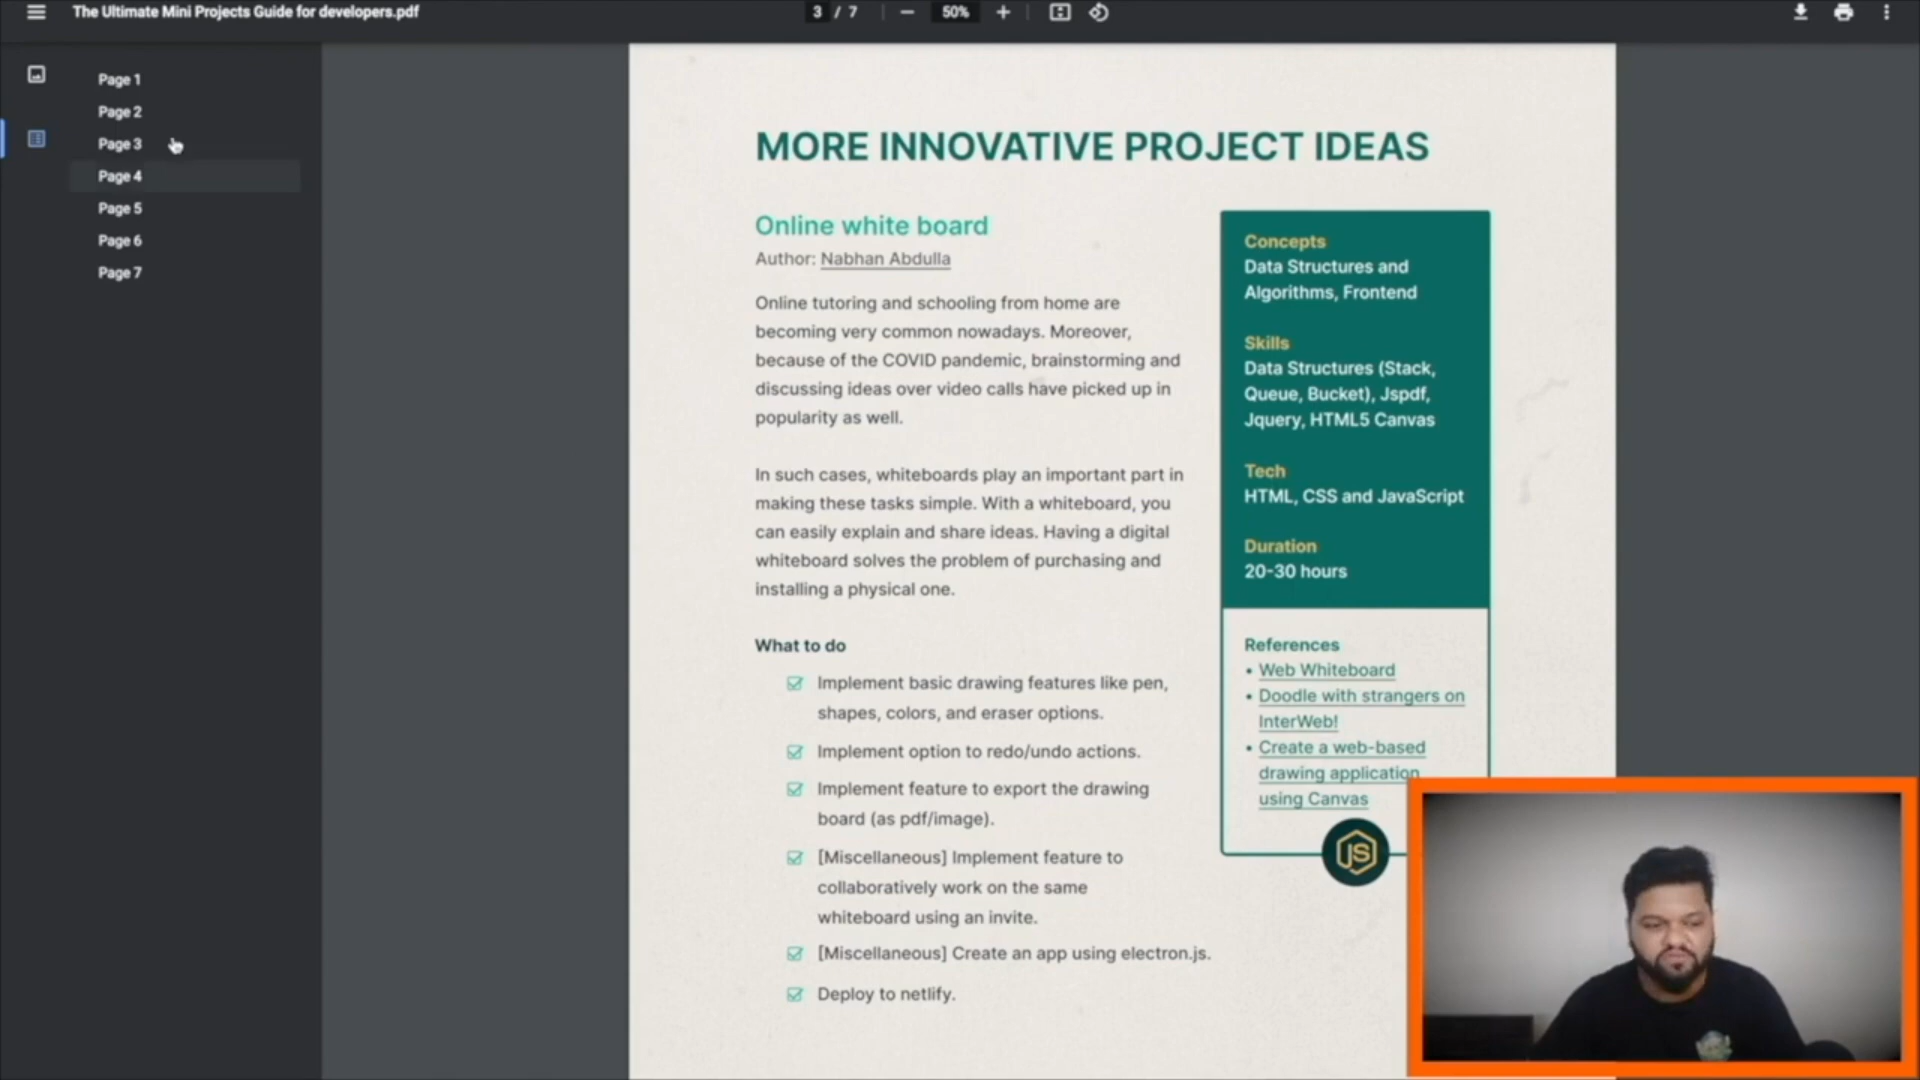 The Ultimate Mini Projects Guide for developers.pdf
3 / 7
50%
Page 1
Page 2
Page 3
Page 4
Page 5
Page 6
Page 7
MORE INNOVATIVE PROJECT IDEAS
Online white board
Author: Nabhan Abdulla
Online tutoring and schooling from home are
becoming very common nowadays. Moreover,
because of the COVID pandemic, brainstorming and
discussing ideas over video calls have picked up in
popularity as well.
In such cases, whiteboards play an important part in
making these tasks simple. With a whiteboard, you
can easily explain and share ideas. Having a digital
whiteboard solves the problem of purchasing and
installing a physical one.
What to do
Implement basic drawing features like pen,
shapes, colors, and eraser options.
Implement option to redo/undo actions.
Implement feature to export the drawing
board (as pdf/image).
[Miscellaneous] Implement feature to
collaboratively work on the same
whiteboard using an invite.
[Miscellaneous] Create an app using electron.js.
Deploy to netlify.
Concepts
Data Structures and
Algorithms, Frontend
Skills
Data Structures (Stack,
Queue, Bucket), Jspdf,
Jquery, HTML5 Canvas
Tech
HTML, CSS and JavaScript
Duration
20-30 hours
References
• Web Whiteboard
• Doodle with strangers on
InterWeb!
• Create a web-based
drawing application
using Canvas
JS